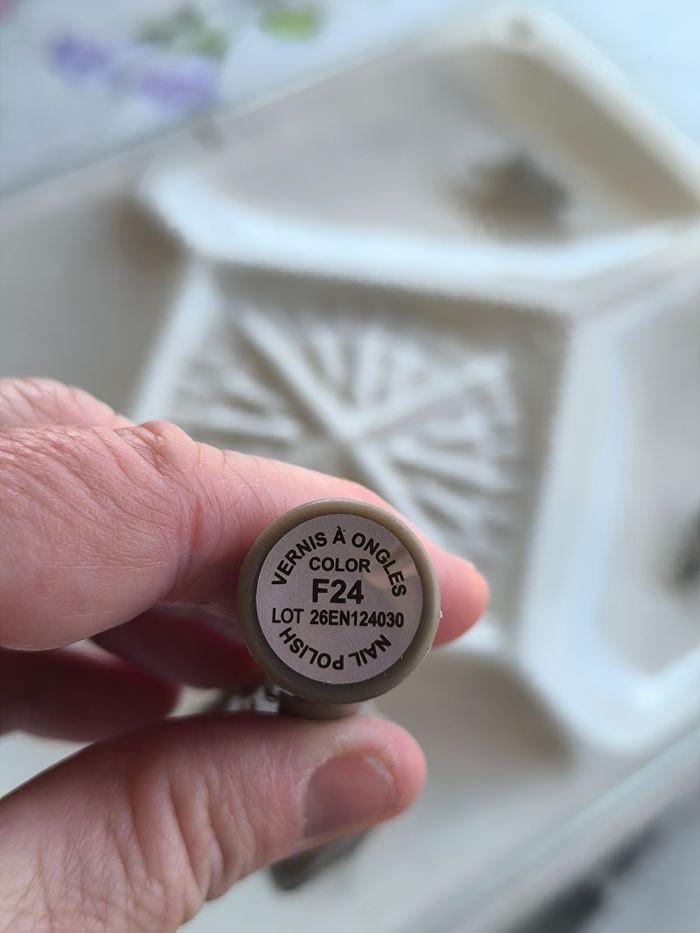 VERNIS À ONGLES
COLOR
F24
LOT 26EN124030
NAIL POLISH